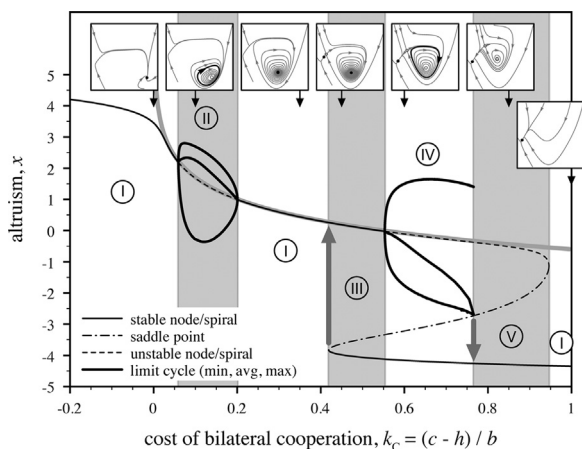 5
4
3
2
1
0
-1
-2
-3
-4
-5
altruism, x
I
II
I
III
IV
V
I
stable node/spiral
saddle point
unstable node/spiral
limit cycle (min, avg, max)
-0.2 0 0.2 0.4 0.6 0.8 1
cost of bilateral cooperation, k_C = (c - h) / b